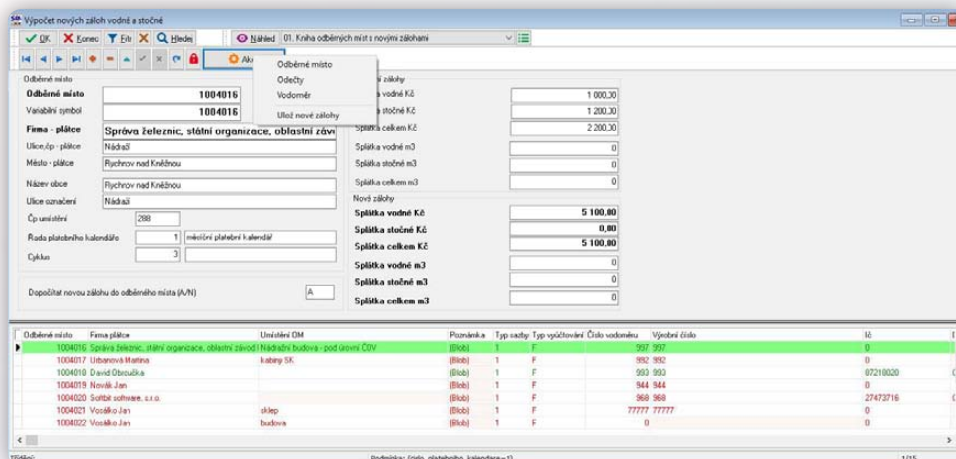 Výpočet nových záloh vodné a stočné
OK Konec Filtr X Hledej Náhled 01. Kniha odběrných míst s novými zálohami
Odběrné místo
Odečty
Vodoměr
Ulož nové zálohy
Odběrné místo
Odběrné místo 1004016
Variabilní symbol 1004016
Firma - plátce Správa železnic, státní organizace, oblastní závo
Ulice,čp - plátce Nádraží
Město - plátce Rychnov nad Kněžnou
Název obce Rychnov nad Kněžnou
Ulice označení Nádraží
Čp umístění 288
Řada platebního kalendáře 1 měsíční platební kalendář
Cyklus 3
Dopočítat novou zálohu do odběrného místa (A/N) A
zálohy
vodné Kč 1 000,00
stočné Kč 1 200,00
Splátka celkem Kč 2 200,00
Splátka vodné m3 0
Splátka stočné m3 0
Splátka celkem m3 0
Nové zálohy
Splátka vodné Kč 5 100,00
Splátka stočné Kč 0,00
Splátka celkem Kč 5 100,00
Splátka vodné m3 0
Splátka stočné m3 0
Splátka celkem m3 0
Odběrné místo Firma plátce Umístění OM Poznámka Typ sazby Typ vyúčtování Číslo vodoměru Výrobní číslo Ič
1004016 Správa železnic, státní organizace, oblastní závod Nádražní budova - pod úrovní ČOV (Blob) 1 F 997 997 0
1004017 Urbanová Martina kabiny SK (Blob) 1 F 992 992 0
1004018 David Obroučka (Blob) 1 F 993 993 87218020
1004019 Novák Jan (Blob) 1 F 944 944 0
1004020 Softbit software, s.r.o. (Blob) 1 F 968 968 27473716
1004021 Vosálko Jan sklep (Blob) 1 F 77777 77777 0
1004022 Vosálko Jan budova (Blob) 1 F 0 0
Třídění: Podmínka: (cislo_platebniho_kalendare=1) 1/15